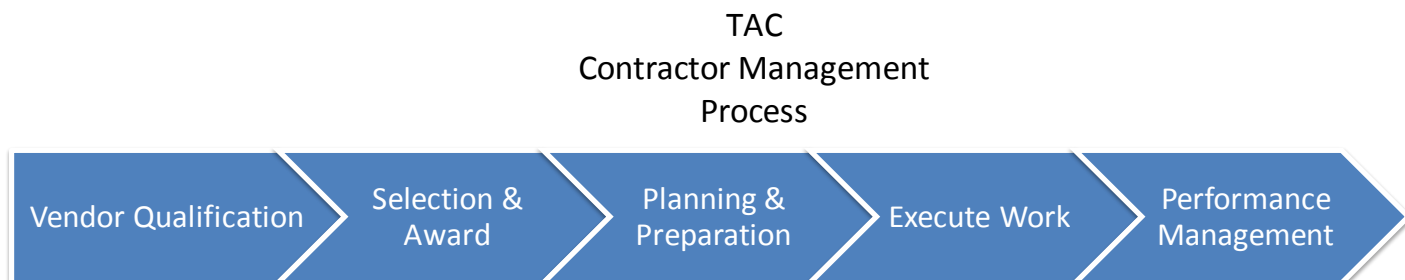 TAC
Contractor Management
Process
Vendor Qualification
Selection &
Award
Planning &
Preparation
Execute Work
Performance
Management